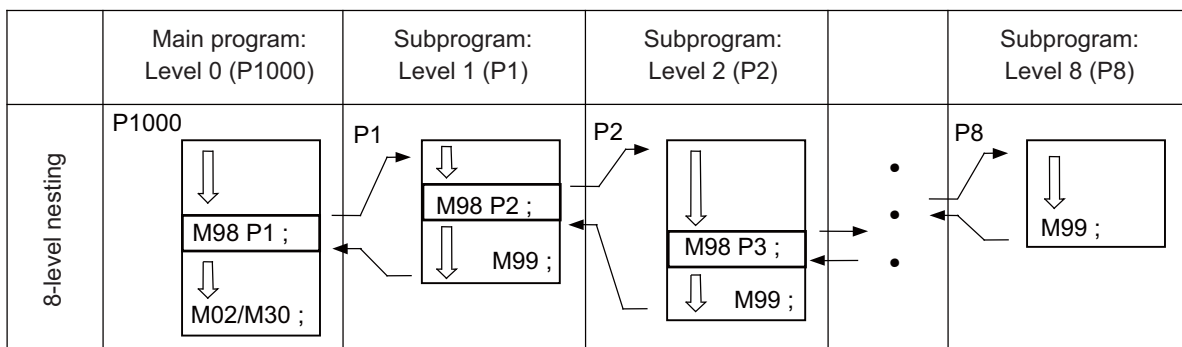 Main program:
Level 0 (P1000)
Subprogram:
Level 1 (P1)
Subprogram:
Level 2 (P2)
Subprogram:
Level 8 (P8)
8-level nesting
P1000
M98 P1 ;
M02/M30 ;
P1
M98 P2 ;
M99 ;
P2
M98 P3 ;
M99 ;
P8
M99 ;